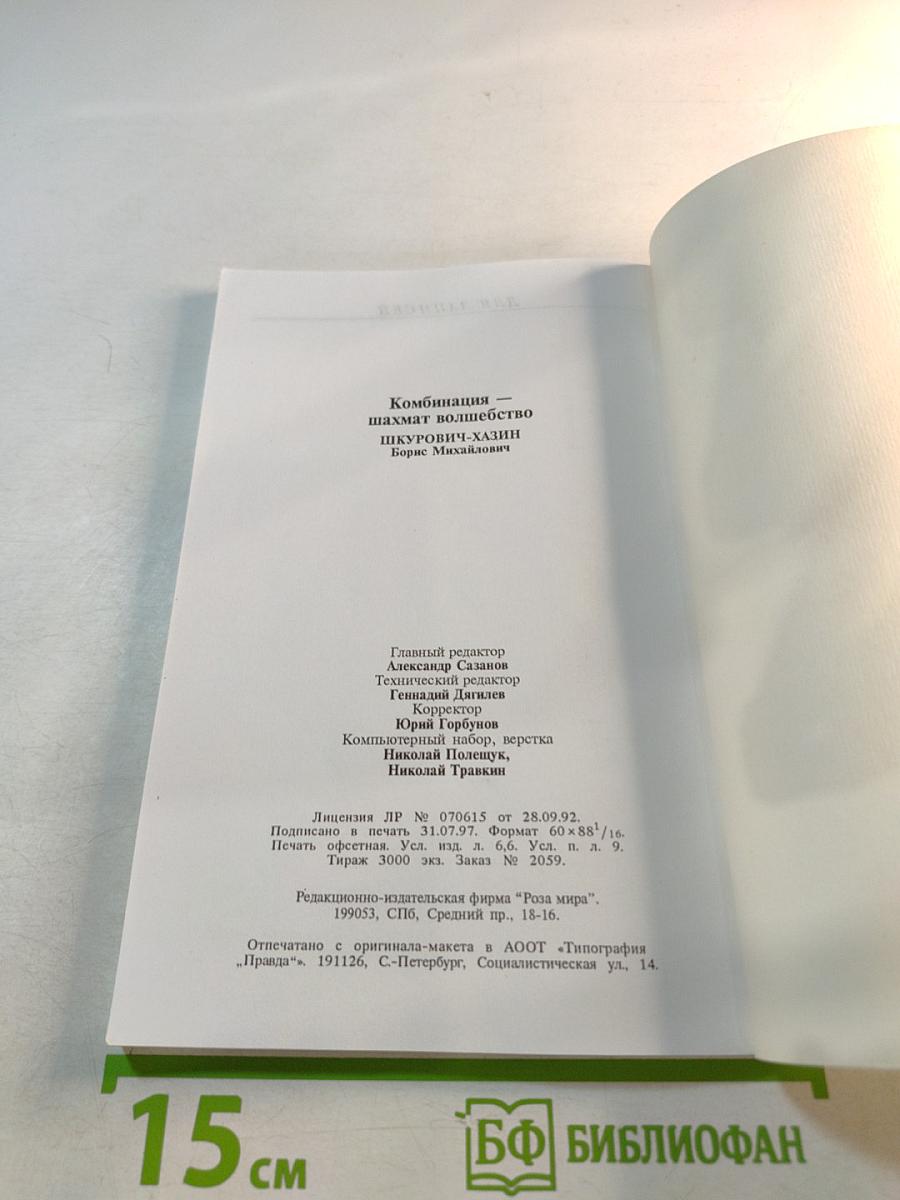 для записей
Комбинация —
шахмат волшебство
ШКУРОВИЧ-ХАЗИН
Борис Михайлович
Главный редактор
Александр Сазанов
Технический редактор
Геннадий Дягилев
Корректор
Юрий Горбунов
Компьютерный набор, верстка
Николай Полещук,
Николай Травкин
Лицензия ЛР № 070615 от 28.09.92.
Подписано в печать 31.07.97. Формат 60×88¹/₁₆.
Печать офсетная. Усл. изд. л. 6,6. Усл. п. л. 9.
Тираж 3000 экз. Заказ № 2059.
Редакционно-издательская фирма “Роза мира”.
199053, СПб, Средний пр., 18-16.
Отпечатано с оригинала-макета в АООТ «Типография
„Правда“». 191126, С.-Петербург, Социалистическая ул., 14.
15 см
БФ БИБЛИОФАН